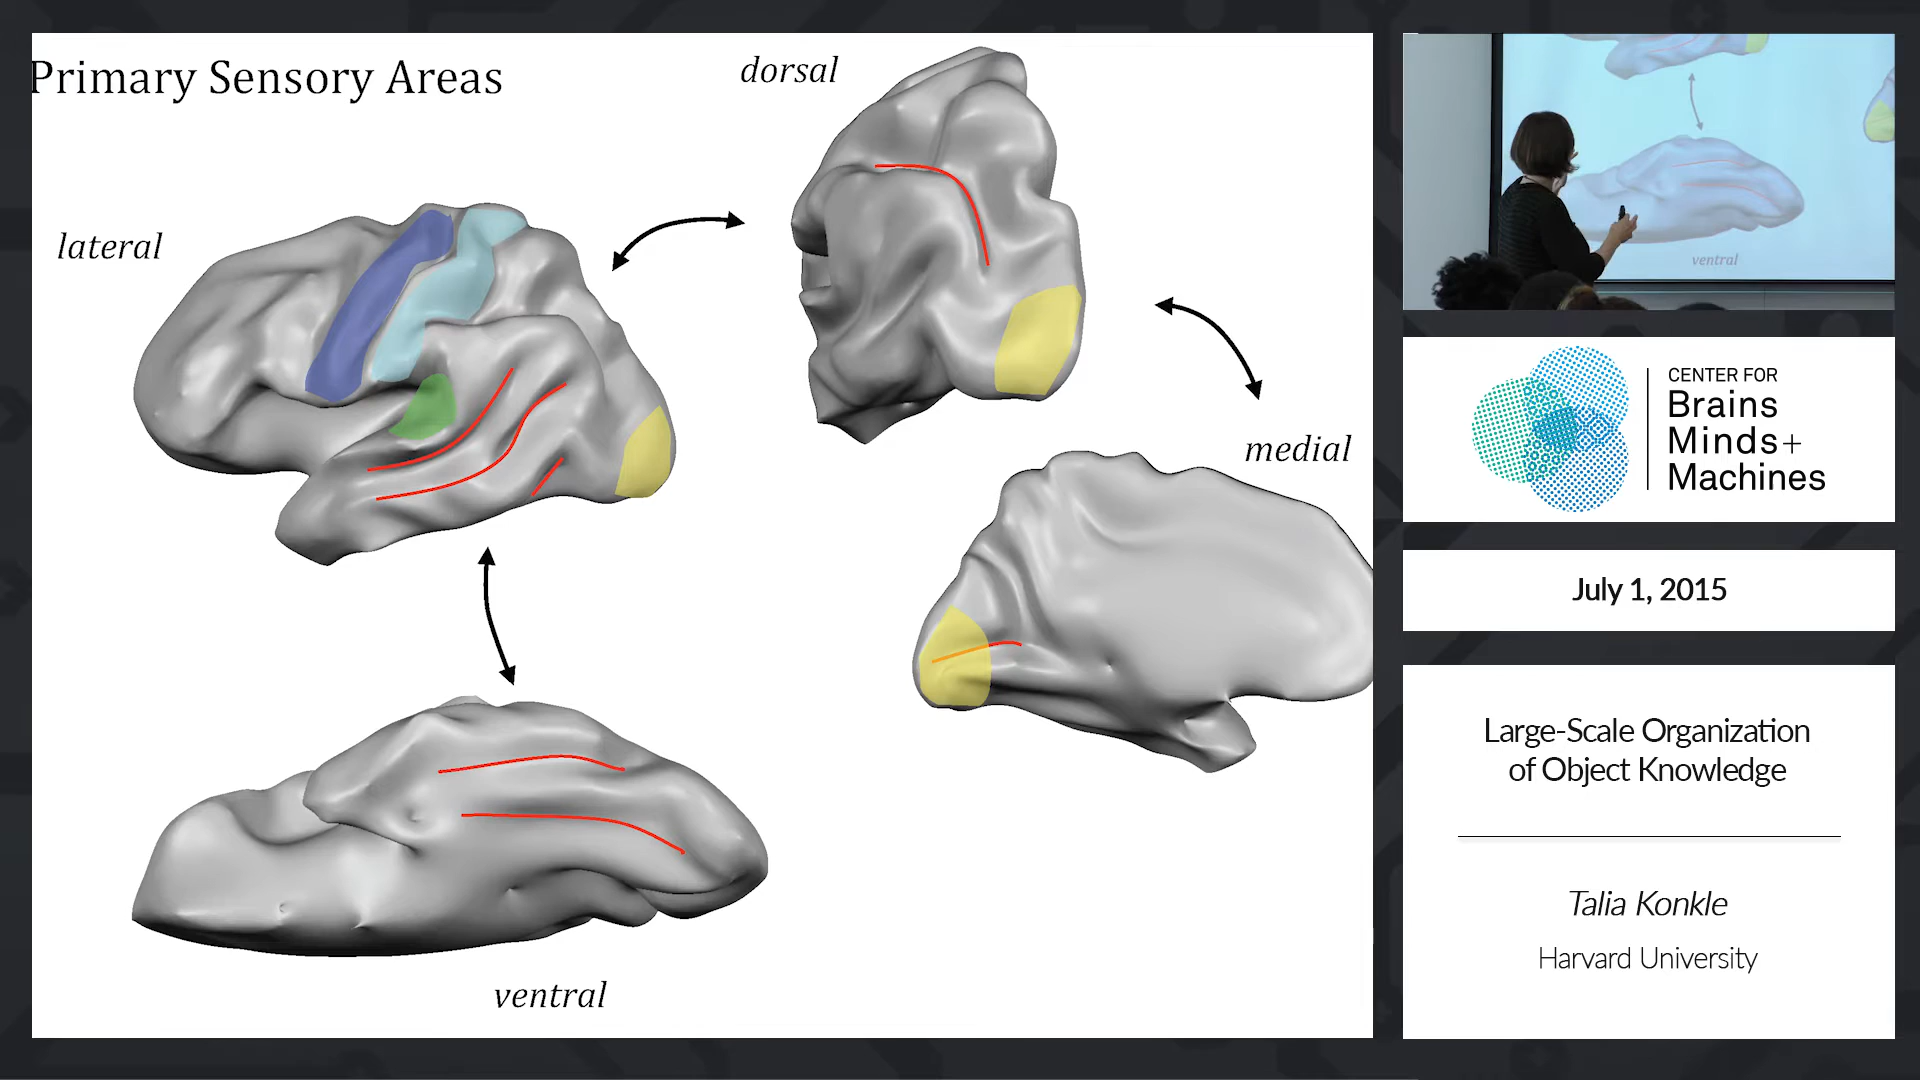 Primary Sensory Areas
dorsal
lateral
medial
ventral
ventral
CENTER FOR
Brains
Minds+
Machines
July 1, 2015
Large-Scale Organization
of Object Knowledge
Talia Konkle
Harvard University